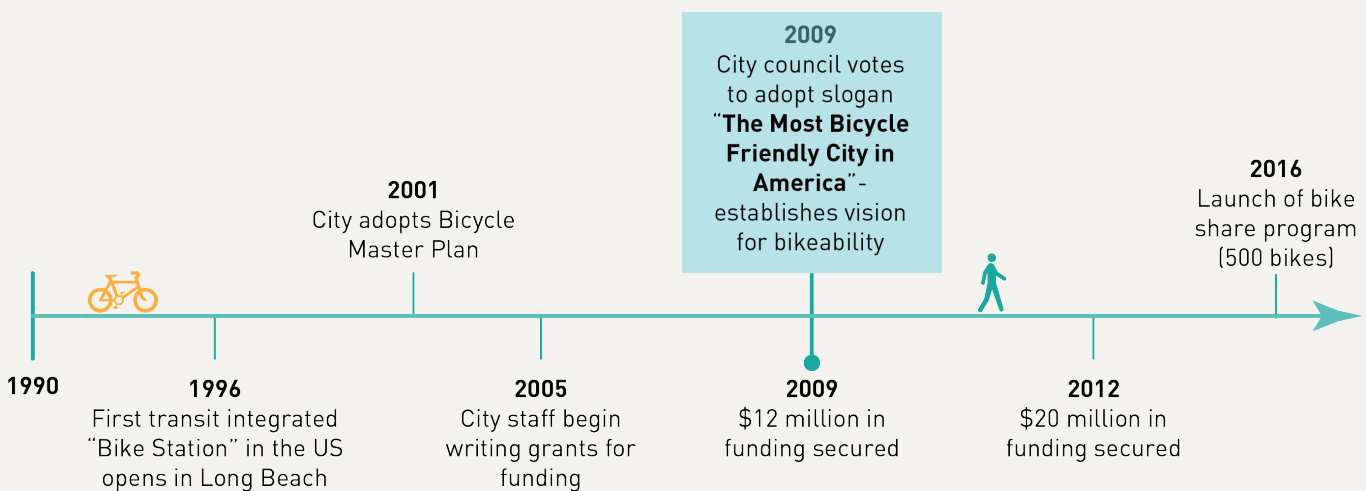 1990
1996
First transit integrated
“Bike Station” in the US
opens in Long Beach
2001
City adopts Bicycle
Master Plan
2005
City staff begin
writing grants for
funding
2009
City council votes
to adopt slogan
“The Most Bicycle
Friendly City in
America”-
establishes vision
for bikeability
2009
$12 million in
funding secured
2012
$20 million in
funding secured
2016
Launch of bike
share program
(500 bikes)